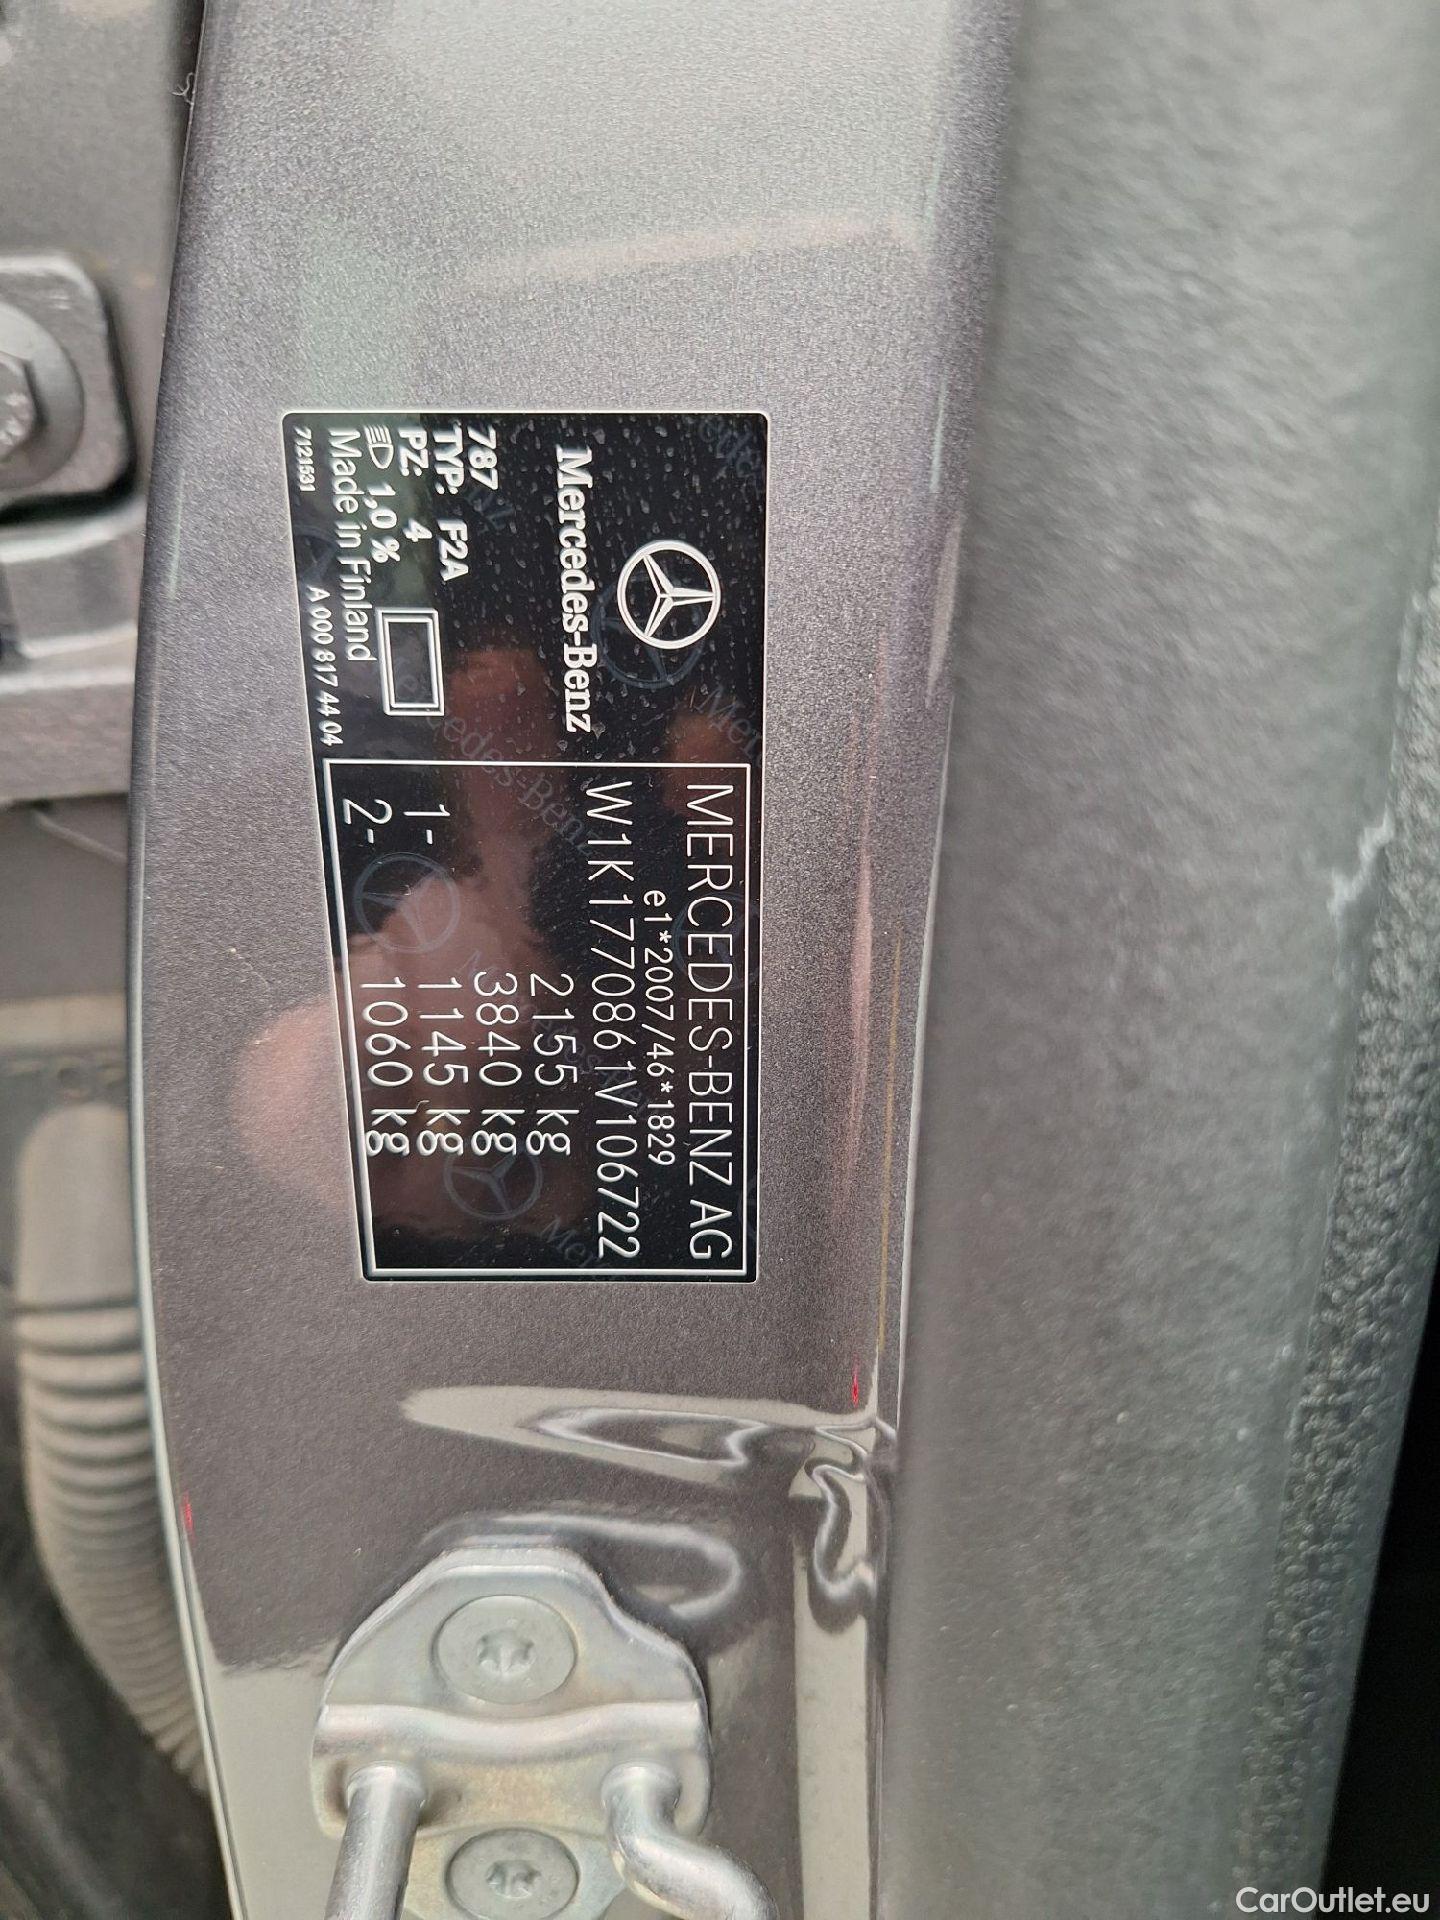 Mercedes-Benz
787
TYP: F2A
PZ: 4
1,0 %
Made in Finland
7121531 A 000 817 44 04
MERCEDES-BENZ AG
e1*2007/46*1829
W1K1770861V106722
2155 kg
3840 kg
1- 1145 kg
2- 1060 kg
CarOutlet.eu